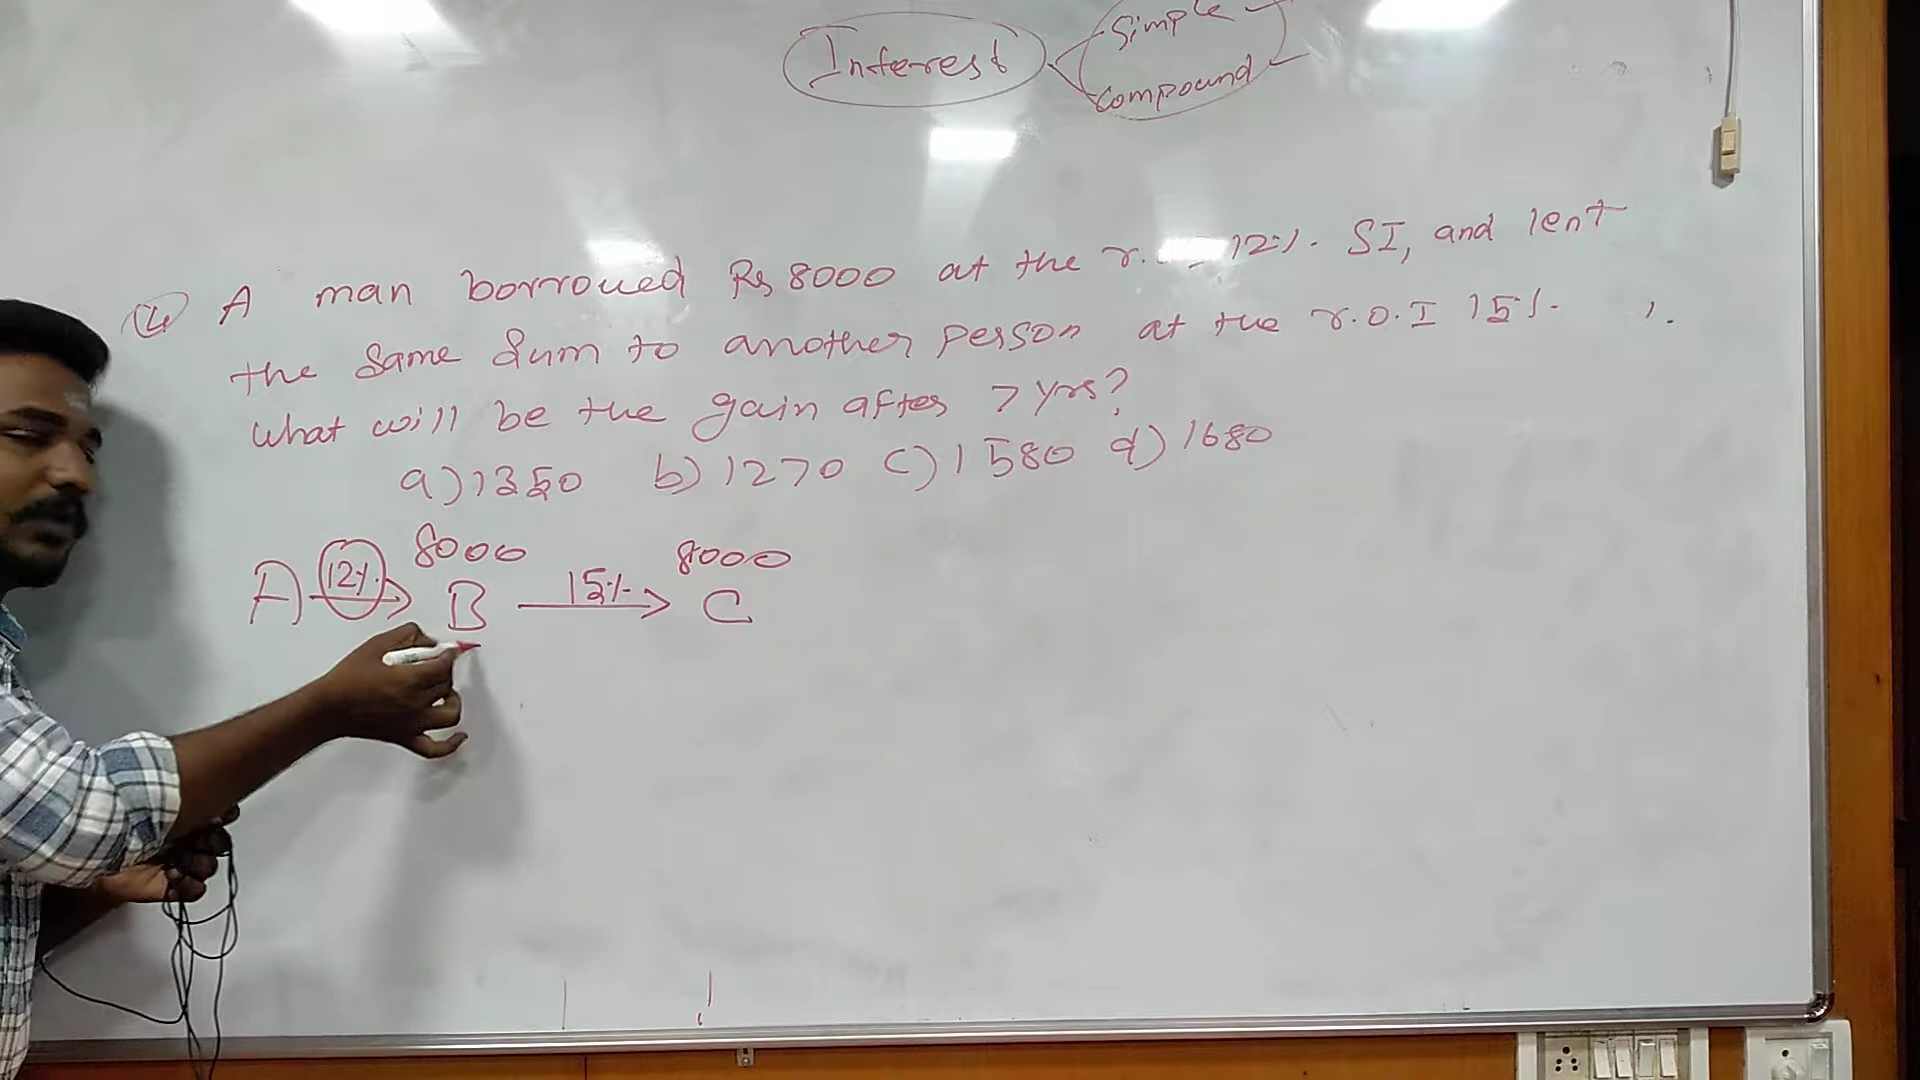 Interest
Simple
compound
4 A man borroued Rs 8000 at the r. 12%. SI, and lent
the same sum to another person at the r.o.I 15%.
what will be the gain after 7 yrs?
a) 1350 b) 1270 c) 1580 d) 1680
8000 8000
A 12% B 15% C